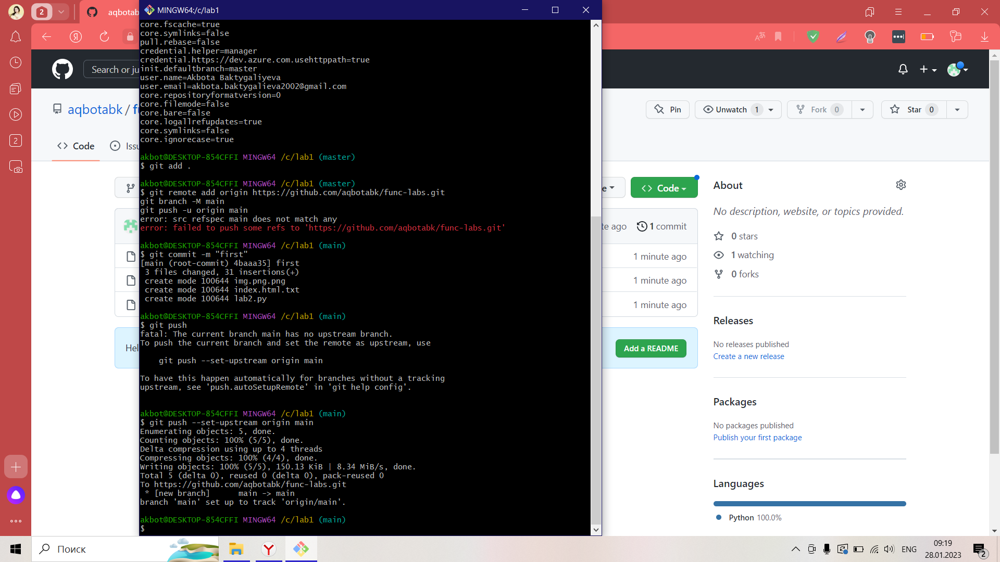 2
aqbotab
MINGW64:/c/lab1
core.fscache=true
core.symlinks=false
pull.rebase=false
credential.helper=manager
credential.https://dev.azure.com.usehttppath=true
init.defaultbranch=master
user.name=Akbota Baktygaliyeva
user.email=akbota.baktygalieva2002@gmail.com
core.repositoryformatversion=0
core.filemode=false
core.bare=false
core.logallrefupdates=true
core.symlinks=false
core.ignorecase=true
akbot@DESKTOP-854CFFI MINGW64 /c/lab1 (master)
$ git add .
akbot@DESKTOP-854CFFI MINGW64 /c/lab1 (master)
$ git remote add origin https://github.com/aqbotabk/func-labs.git
git branch -M main
git push -u origin main
error: src refspec main does not match any
error: failed to push some refs to 'https://github.com/aqbotabk/func-labs.git'
akbot@DESKTOP-854CFFI MINGW64 /c/lab1 (main)
$ git commit -m "first"
[main (root-commit) 4baaa35] first
3 files changed, 31 insertions(+)
create mode 100644 img.png.png
create mode 100644 index.html.txt
create mode 100644 lab2.py
akbot@DESKTOP-854CFFI MINGW64 /c/lab1 (main)
$ git push
fatal: The current branch main has no upstream branch.
To push the current branch and set the remote as upstream, use
git push --set-upstream origin main
To have this happen automatically for branches without a tracking
upstream, see 'push.autoSetupRemote' in 'git help config'.
akbot@DESKTOP-854CFFI MINGW64 /c/lab1 (main)
$ git push --set-upstream origin main
Enumerating objects: 5, done.
Counting objects: 100% (5/5), done.
Delta compression using up to 4 threads
Compressing objects: 100% (4/4), done.
Writing objects: 100% (5/5), 150.13 KiB | 8.34 MiB/s, done.
Total 5 (delta 0), reused 0 (delta 0), pack-reused 0
To https://github.com/aqbotabk/func-labs.git
* [new branch] main -> main
branch 'main' set up to track 'origin/main'.
akbot@DESKTOP-854CFFI MINGW64 /c/lab1 (main)
$
Я
Search or ju
aqbotabk / fu
Pin
Unwatch 1
Fork 0
Star 0
Code
Issu
2
e
Code
te ago 1 commit
1 minute ago
1 minute ago
1 minute ago
Hel
Add a README
About
No description, website, or topics provided.
0 stars
1 watching
0 forks
Releases
No releases published
Create a new release
Packages
No packages published
Publish your first package
Languages
Python 100.0%
Поиск
Y
ENG
09:19
28.01.2023
2